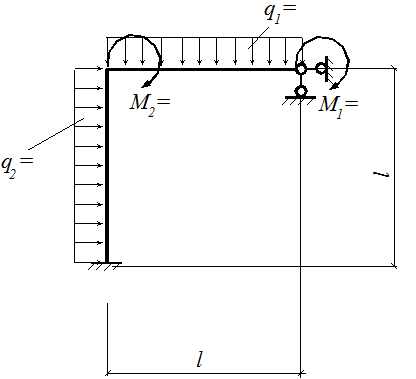 q₁=
M₂=
M₁=
q₂=
l
l